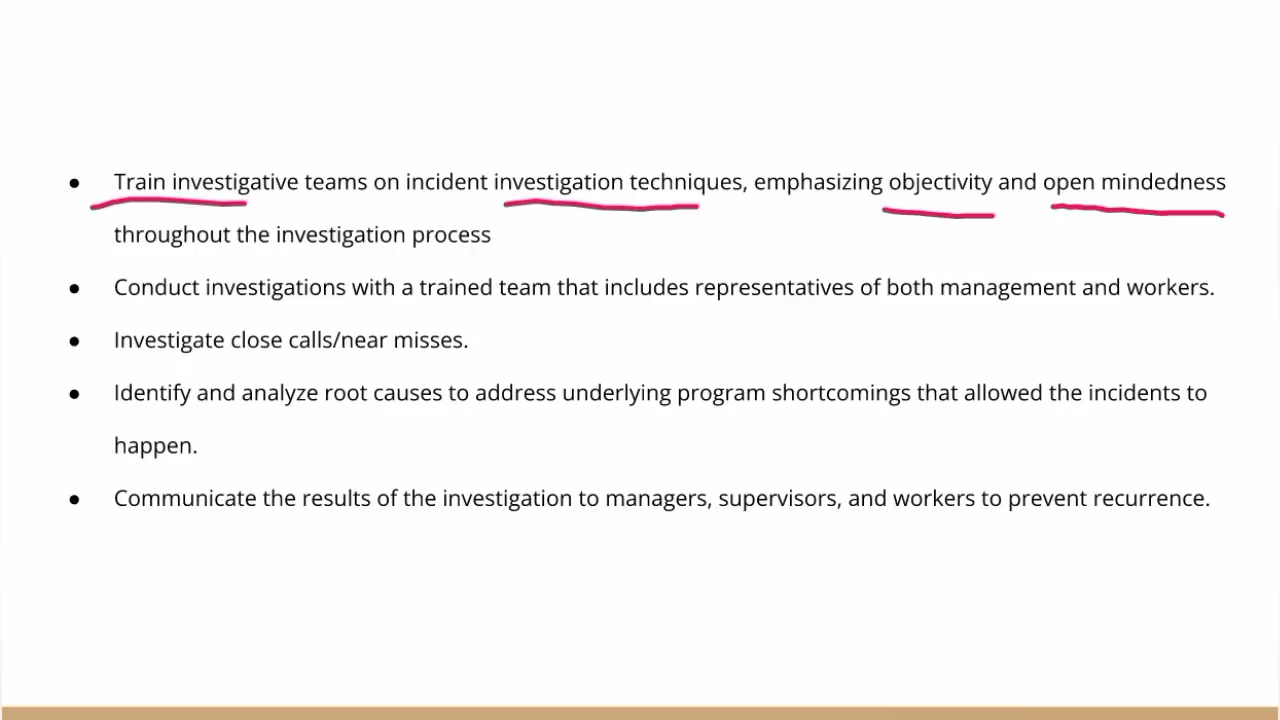 ● Train investigative teams on incident investigation techniques, emphasizing objectivity and open mindedness
throughout the investigation process
● Conduct investigations with a trained team that includes representatives of both management and workers.
● Investigate close calls/near misses.
● Identify and analyze root causes to address underlying program shortcomings that allowed the incidents to
happen.
● Communicate the results of the investigation to managers, supervisors, and workers to prevent recurrence.